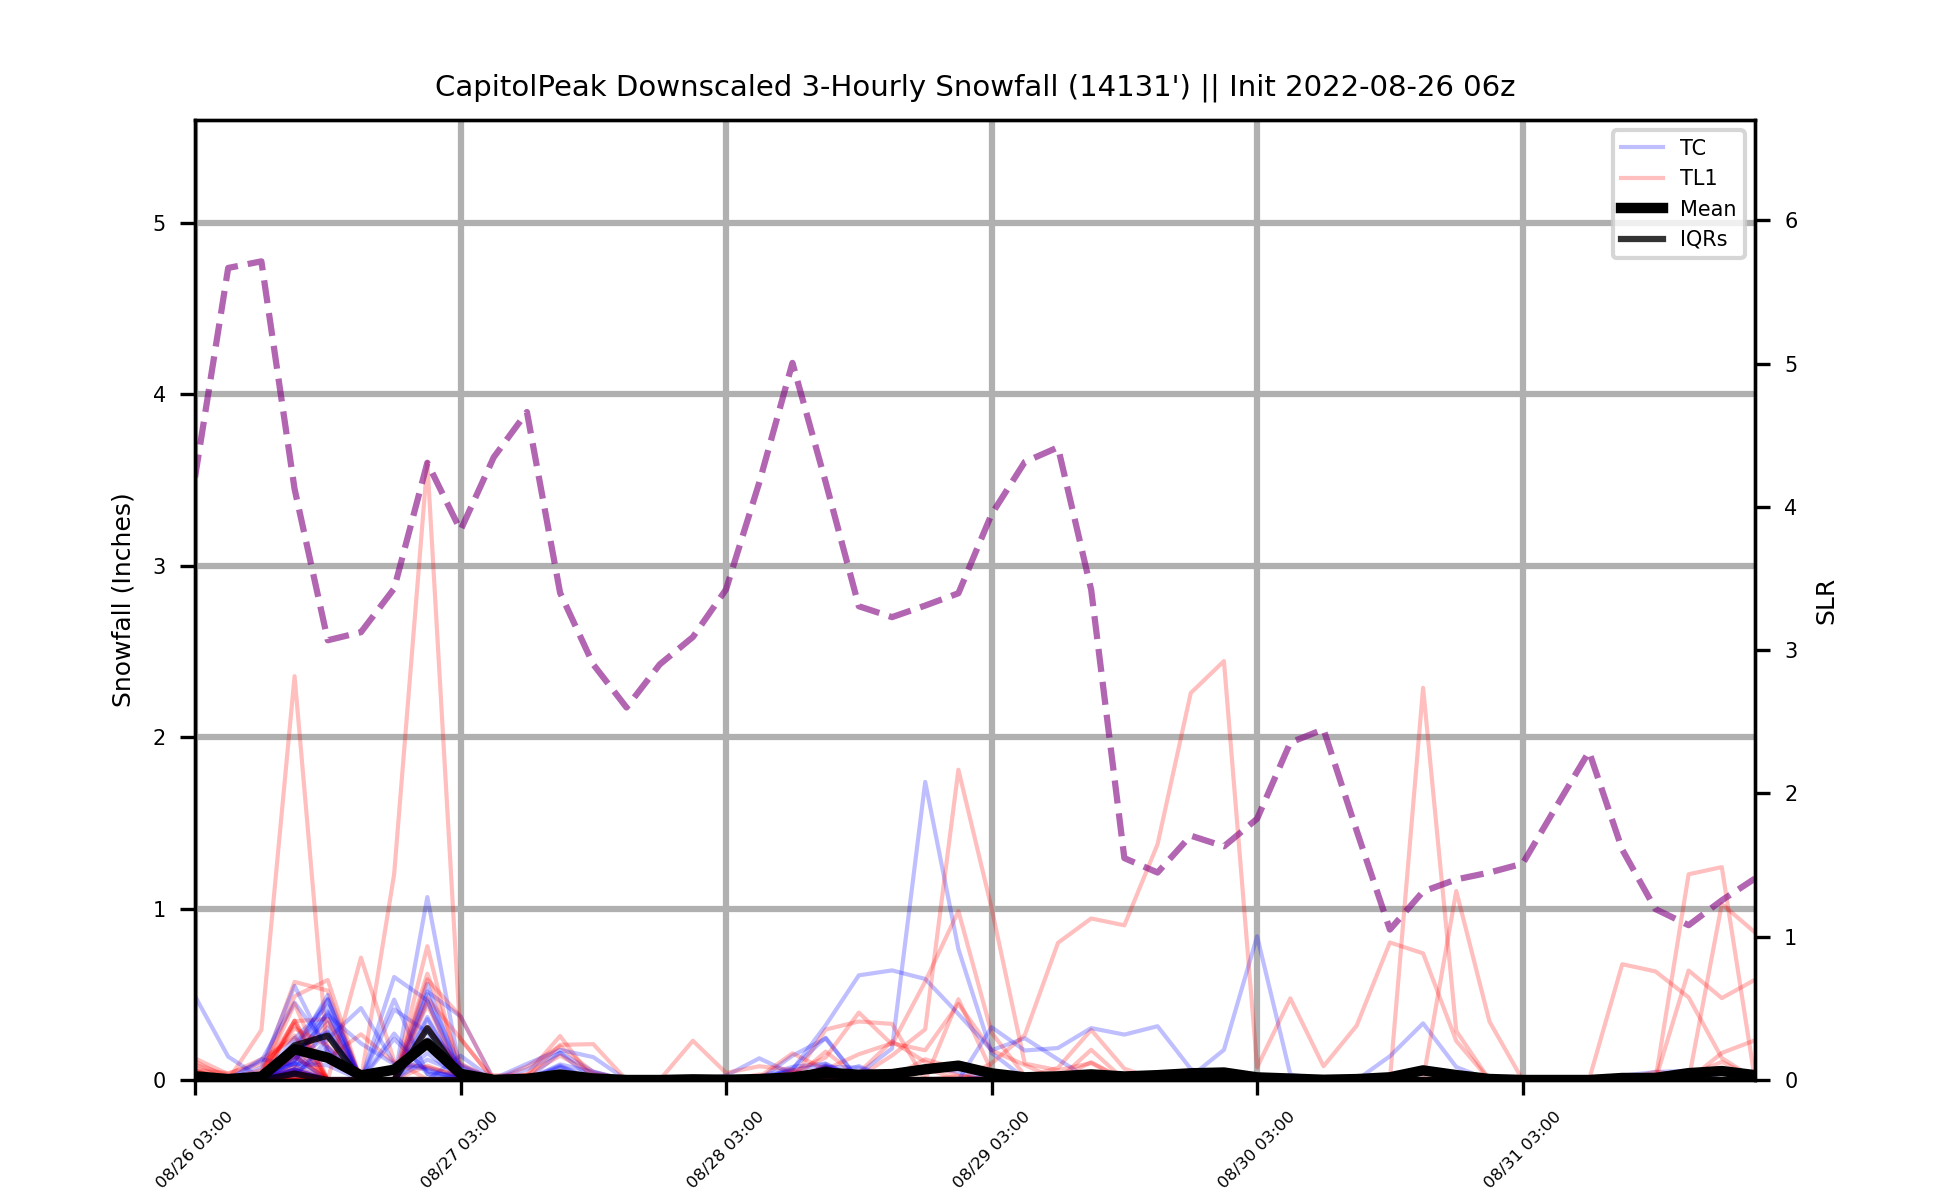 CapitolPeak Downscaled 3-Hourly Snowfall (14131') || Init 2022-08-26 06z
TC
TL1
Mean
IQRs
Snowfall (Inches)
5
4
3
2
1
0
6
5
4
3
2
1
0
SLR
08/26 03:00
08/27 03:00
08/28 03:00
08/29 03:00
08/30 03:00
08/31 03:00